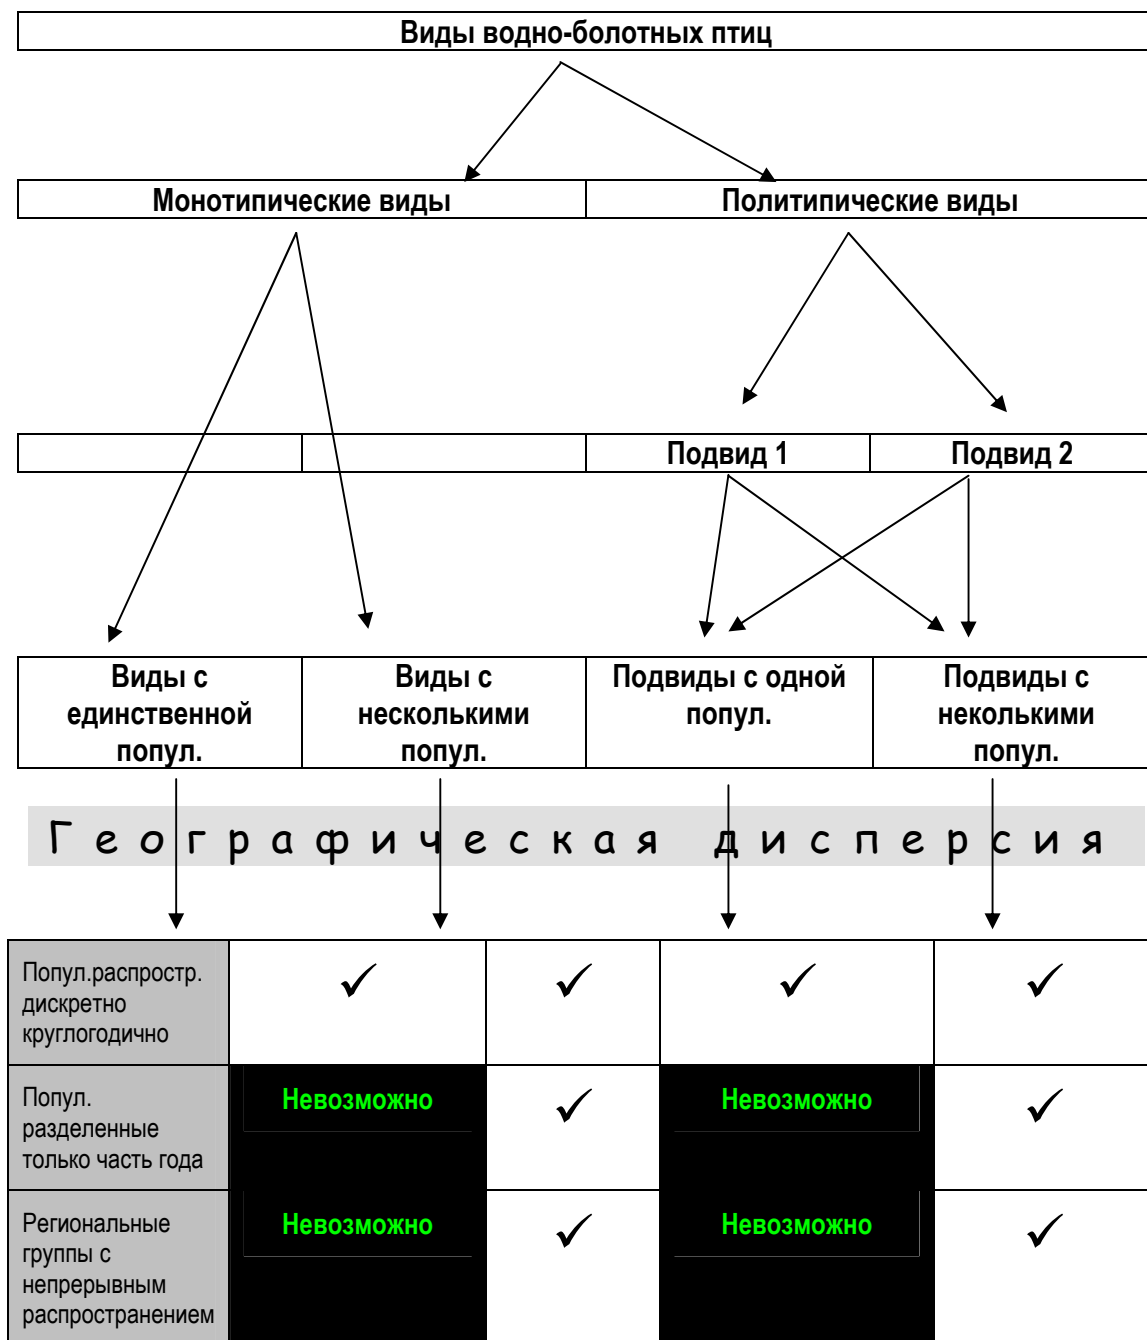 Виды водно-болотных птиц
Монотипические виды Политипические виды
Подвид 1 Подвид 2
Виды с Виды с Подвиды с одной Подвиды с
единственной несколькими попул. неколькими
попул. попул. попул.
Географическая дисперсия
Попул.распростр. ✓ ✓ ✓ ✓
дискретно
круглогодично
Попул. Невозможно ✓ Невозможно ✓
разделенные
только часть года
Региональные Невозможно ✓ Невозможно ✓
группы с
непрерывным
распространением